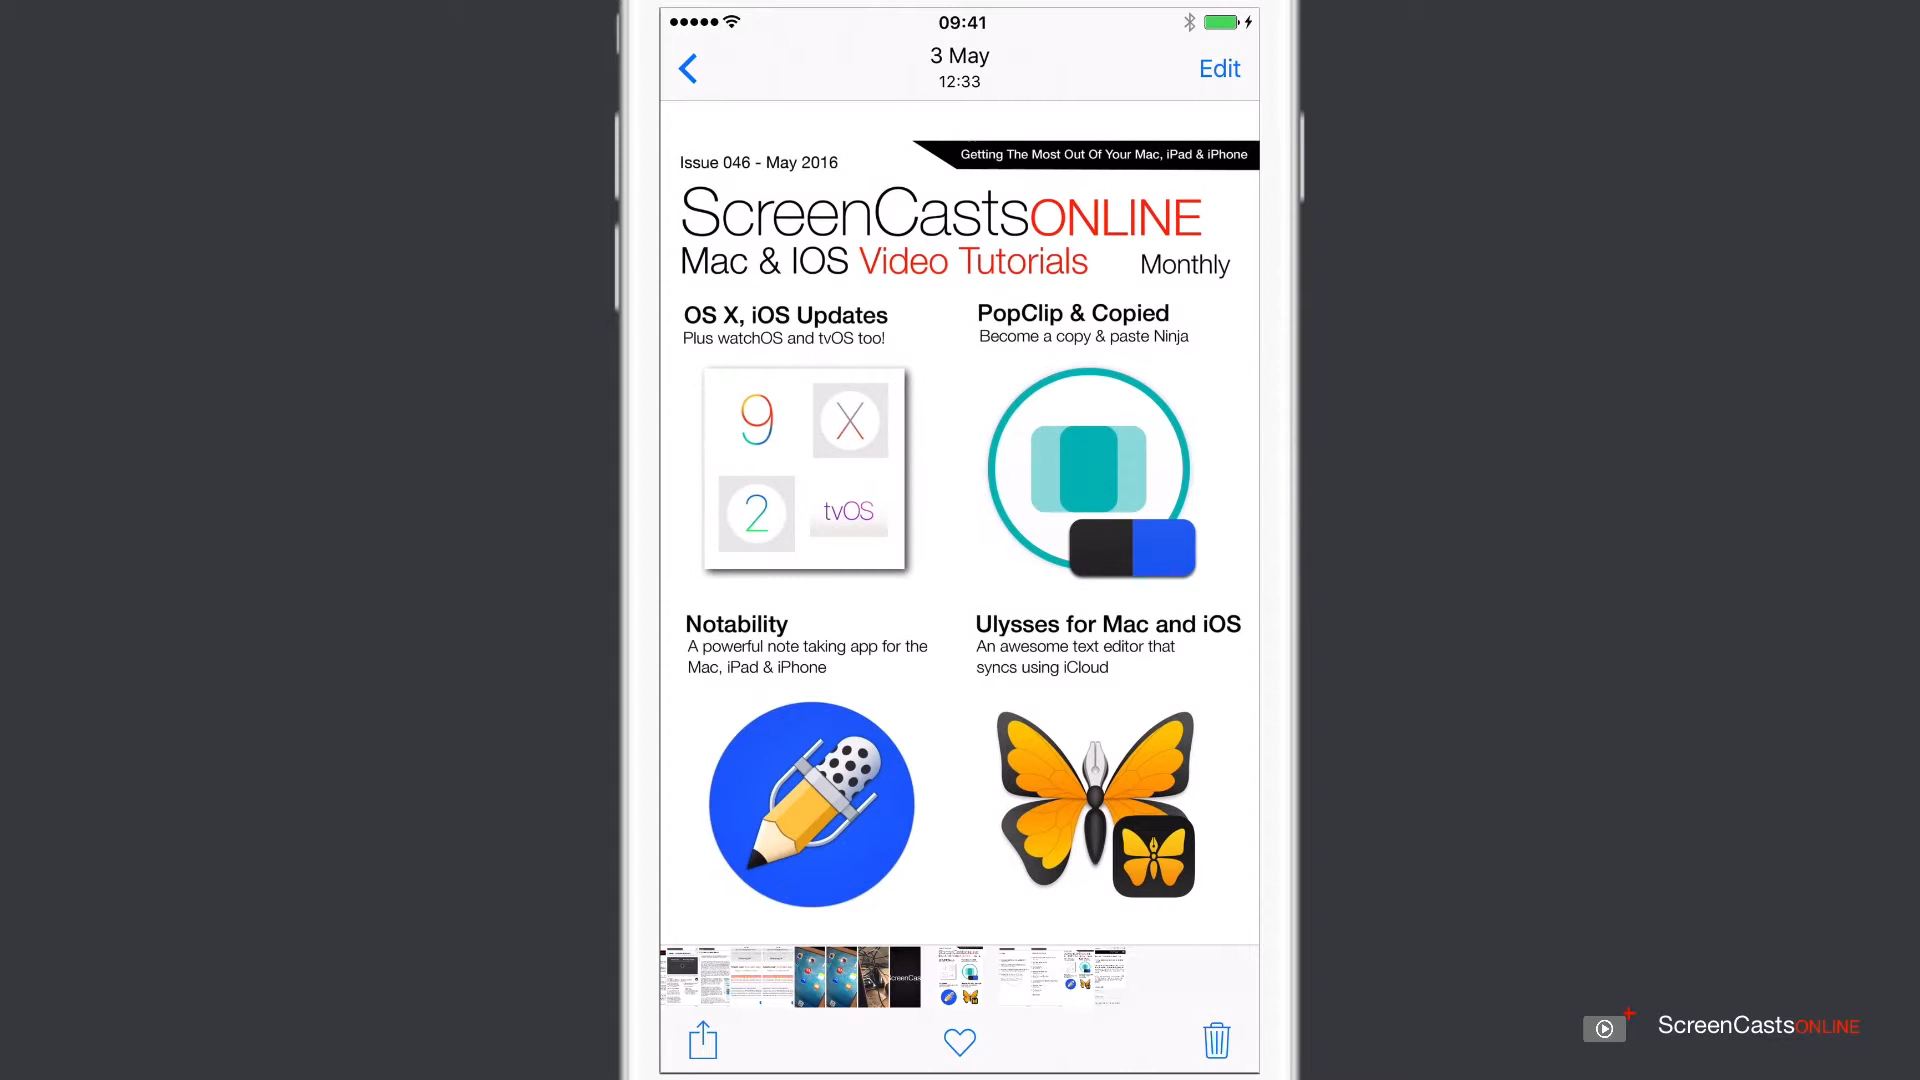 09:41
3 May
12:33
Edit
Getting The Most Out Of Your Mac, iPad & iPhone
Issue 046 - May 2016
ScreenCastsONLINE
Mac & IOS Video Tutorials Monthly
OS X, iOS Updates
Plus watchOS and tvOS too!
PopClip & Copied
Become a copy & paste Ninja
9
X
2
tvOS
Notability
A powerful note taking app for the
Mac, iPad & iPhone
Ulysses for Mac and iOS
An awesome text editor that
syncs using iCloud
ScreenCastsONLINE